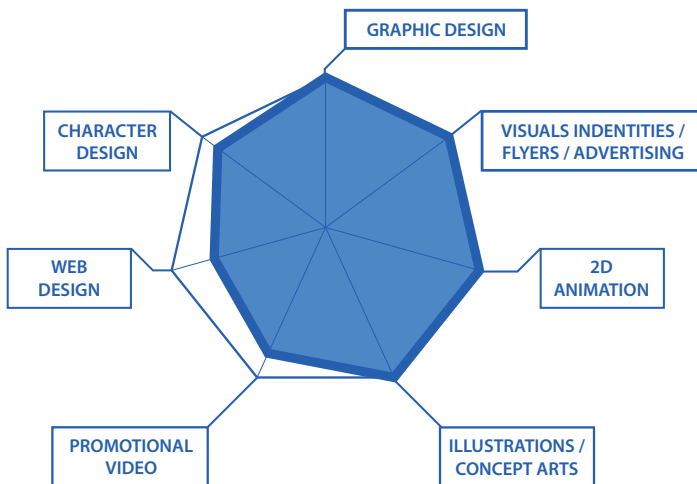 GRAPHIC DESIGN
CHARACTER
DESIGN
VISUALS INDENTITIES /
FLYERS / ADVERTISING
WEB
DESIGN
2D
ANIMATION
PROMOTIONAL
VIDEO
ILLUSTRATIONS /
CONCEPT ARTS